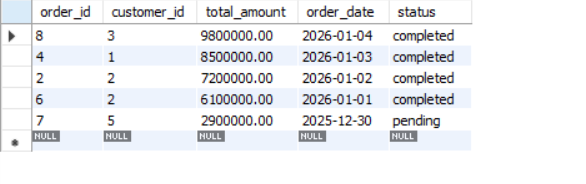 order_id customer_id total_amount order_date status
8 3 9800000.00 2026-01-04 completed
4 1 8500000.00 2026-01-03 completed
2 2 7200000.00 2026-01-02 completed
6 2 6100000.00 2026-01-01 completed
7 5 2900000.00 2025-12-30 pending
NULL NULL NULL NULL NULL